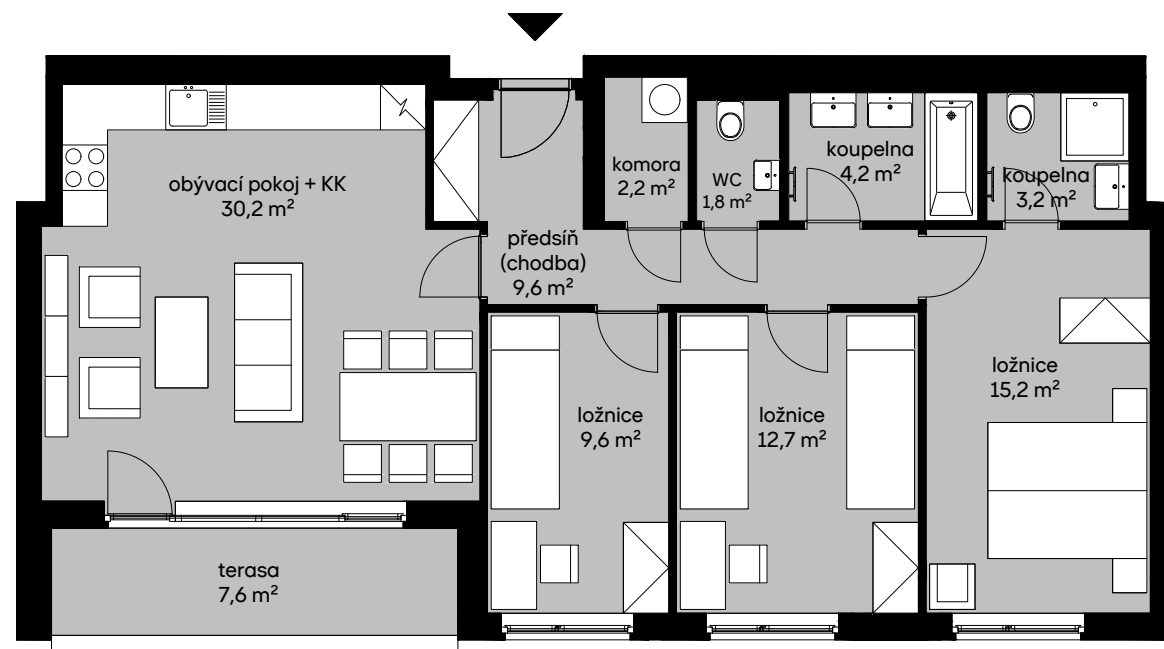 obývací pokoj + KK
30,2 m²
komora
2,2 m²
WC
1,8 m²
koupelna
4,2 m²
koupelna
3,2 m²
předsíň
(chodba)
9,6 m²
ložnice
9,6 m²
ložnice
12,7 m²
ložnice
15,2 m²
terasa
7,6 m²